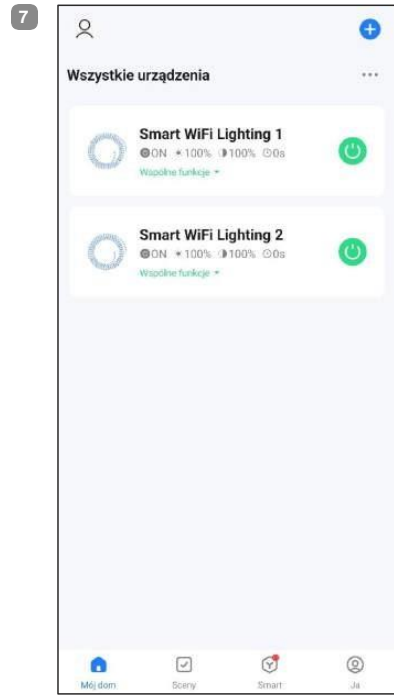 7
Wszystkie urządzenia
Smart WiFi Lighting 1
ON 100% 100% 0s
Wspólne funkcje
Smart WiFi Lighting 2
ON 100% 100% 0s
Wspólne funkcje
Mój dom Sceny Smart Ja